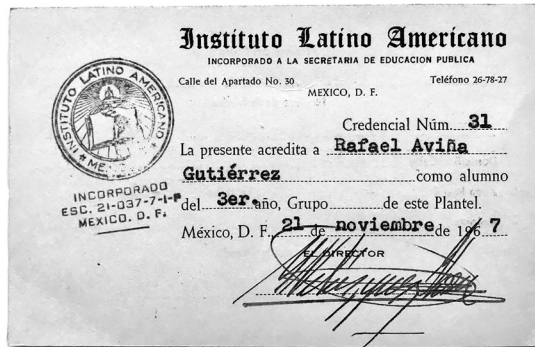 Instituto Latino Americano
INCORPORADO A LA SECRETARIA DE EDUCACION PUBLICA
Calle del Apartado No. 30 Teléfono 26-78-27
MEXICO, D. F.
Credencial Núm. 31
La presente acredita a Rafael Aviña
Gutiérrez como alumno
del 3er. año, Grupo de este Plantel.
México, D. F. 21 de noviembre de 1967
EL DIRECTOR
INSTITUTO LATINO AMERICANO
INCORPORADO
ESC. 21-037-7-1-P
MEXICO. D. F.